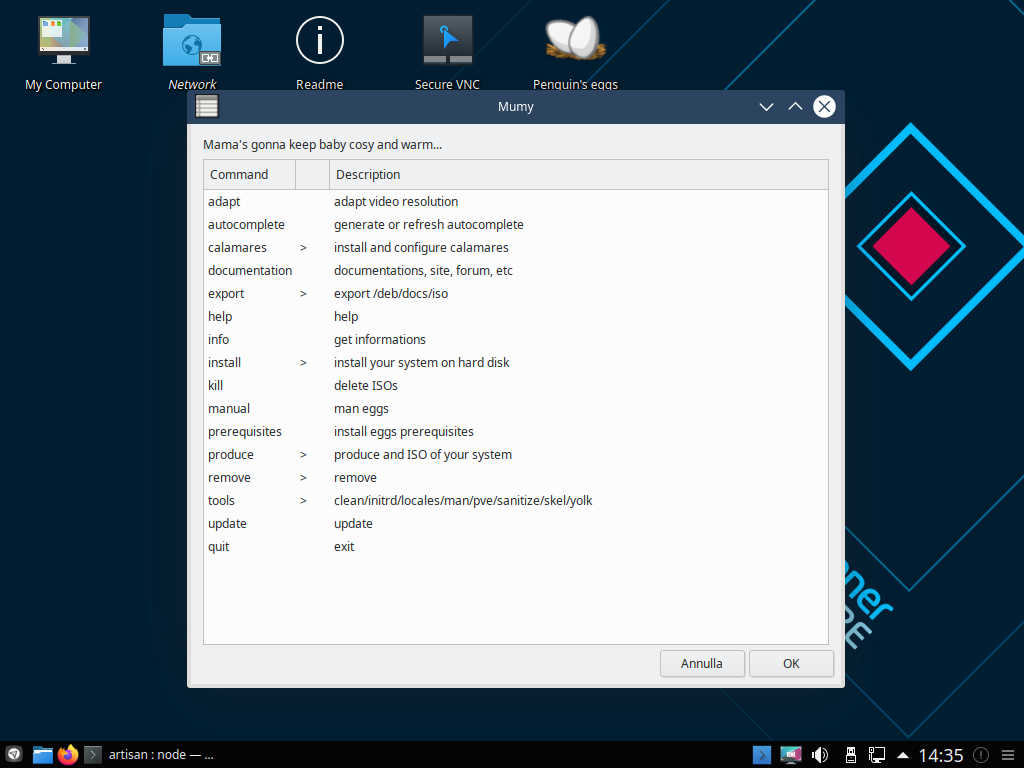 My Computer
Network
Readme
Secure VNC
Penguin's eggs
Mumy
Mama's gonna keep baby cosy and warm...
Command Description
adapt adapt video resolution
autocomplete generate or refresh autocomplete
calamares > install and configure calamares
documentation documentations, site, forum, etc
export > export /deb/docs/iso
help help
info get informations
install > install your system on hard disk
kill delete ISOs
manual man eggs
prerequisites install eggs prerequisites
produce > produce and ISO of your system
remove > remove
tools > clean/initrd/locales/man/pve/sanitize/skel/yolk
update update
quit exit
Annulla OK
artisan : node — ...
14:35